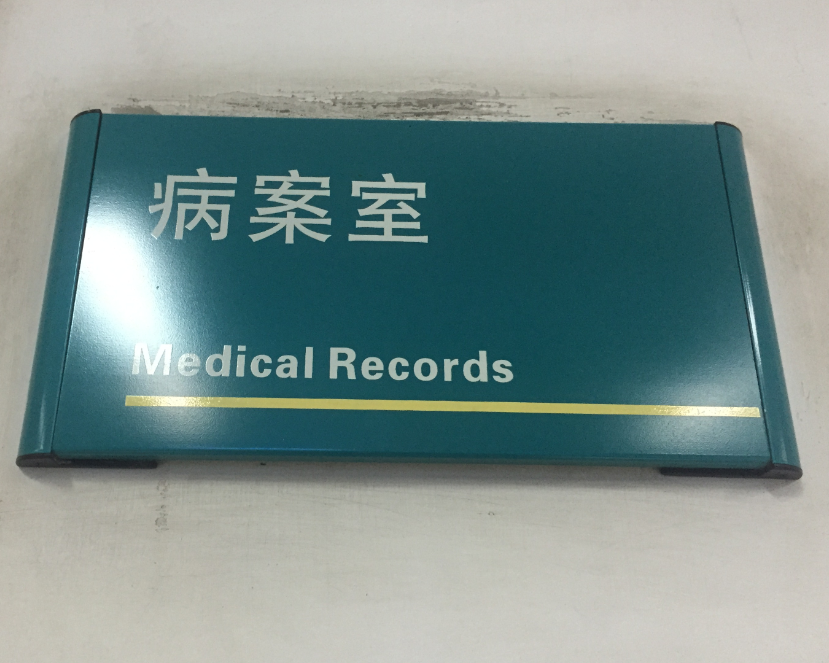 病案室
Medical Records